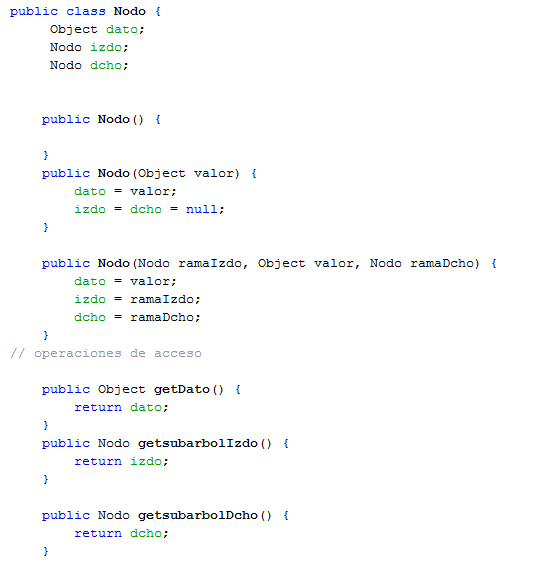 public class Nodo {
Object dato;
Nodo izdo;
Nodo dcho;
public Nodo() {
}
public Nodo(Object valor) {
dato = valor;
izdo = dcho = null;
}
public Nodo(Nodo ramaIzdo, Object valor, Nodo ramaDcho) {
dato = valor;
izdo = ramaIzdo;
dcho = ramaDcho;
}
// operaciones de acceso
public Object getDato() {
return dato;
}
public Nodo getsubarbolIzdo() {
return izdo;
}
public Nodo getsubarbolDcho() {
return dcho;
}